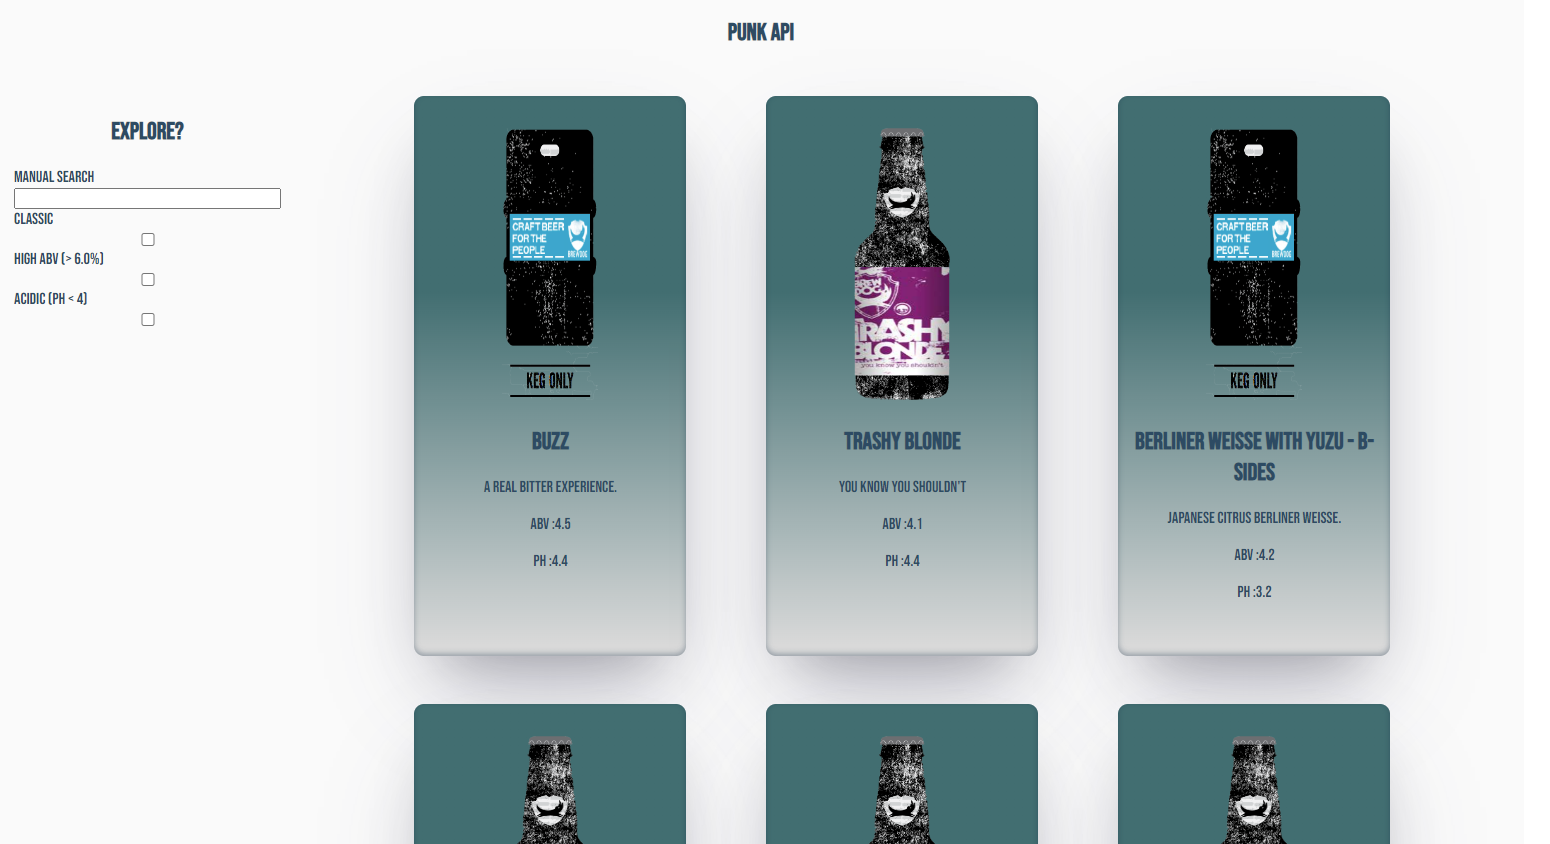 PUNK API
EXPLORE?
MANUAL SEARCH
CLASSIC
HIGH ABV (> 6.0%)
ACIDIC (PH < 4)
CRAFT BEER
FOR THE
PEOPLE
BREWDOG
KEG ONLY
BUZZ
A REAL BITTER EXPERIENCE.
ABV :4.5
PH :4.4
BREW
DOG
TRASHY
BLONDE
you know you shouldn't
TRASHY BLONDE
YOU KNOW YOU SHOULDN'T
ABV :4.1
PH :4.4
CRAFT BEER
FOR THE
PEOPLE
BREWDOG
KEG ONLY
BERLINER WEISSE WITH YUZU - B-
SIDES
JAPANESE CITRUS BERLINER WEISSE.
ABV :4.2
PH :3.2